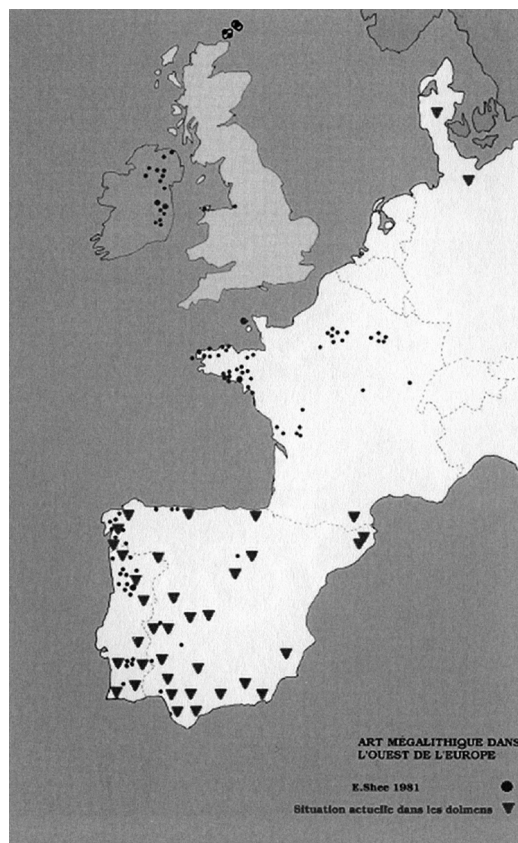 ART MÉGALITHIQUE DANS
L'OUEST DE L'EUROPE
E.Shee 1981
Situation actuelle dans les dolmens